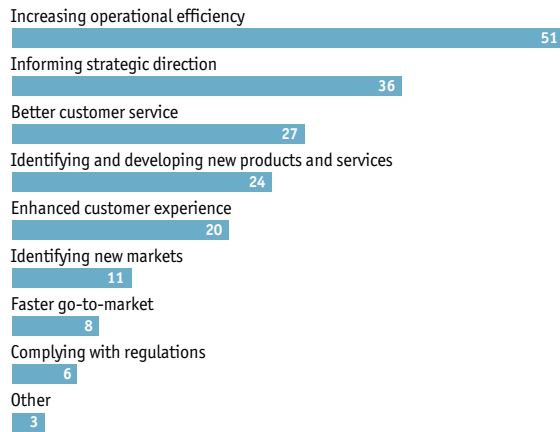 Increasing operational efficiency
51
Informing strategic direction
36
Better customer service
27
Identifying and developing new products and services
24
Enhanced customer experience
20
Identifying new markets
11
Faster go-to-market
8
Complying with regulations
6
Other
3